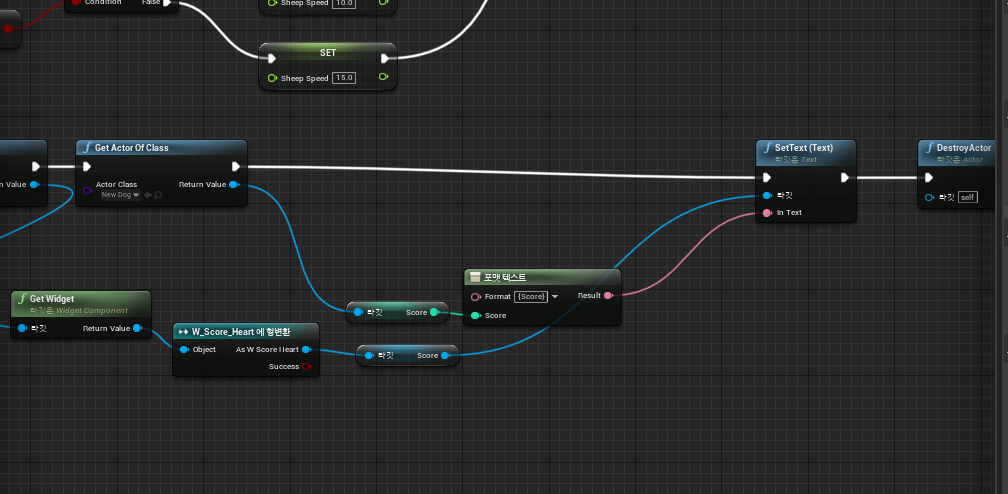 Condition
False
Sheep Speed 10.0
SET
Sheep Speed 15.0
Get Actor Of Class
n Value
Actor Class
New Dog
Return Value
SetText (Text)
타깃은 Text
타깃
In Text
DestroyActor
타깃은 Actor
타깃 self
포맷 텍스트
Format {Score}
Result
Score
타깃 Score
Get Widget
타깃은 Widget Component
타깃
Return Value
W_Score_Heart 에 형변환
Object
As W Score Heart
Success
타깃 Score